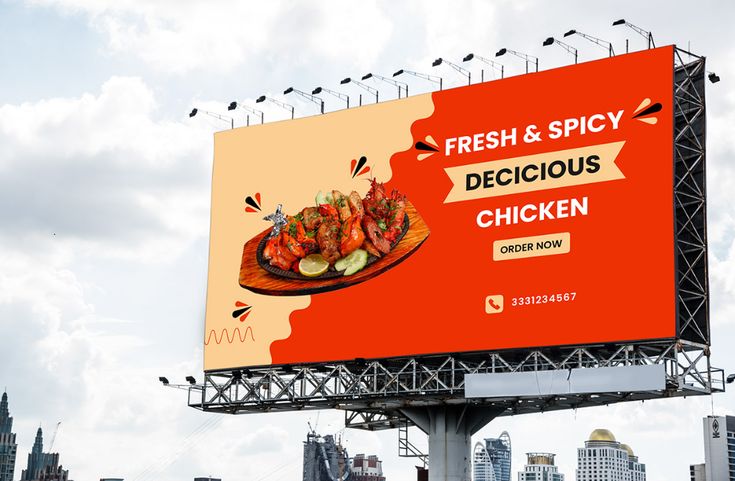 FRESH & SPICY
DECICIOUS
CHICKEN
ORDER NOW
3331234567